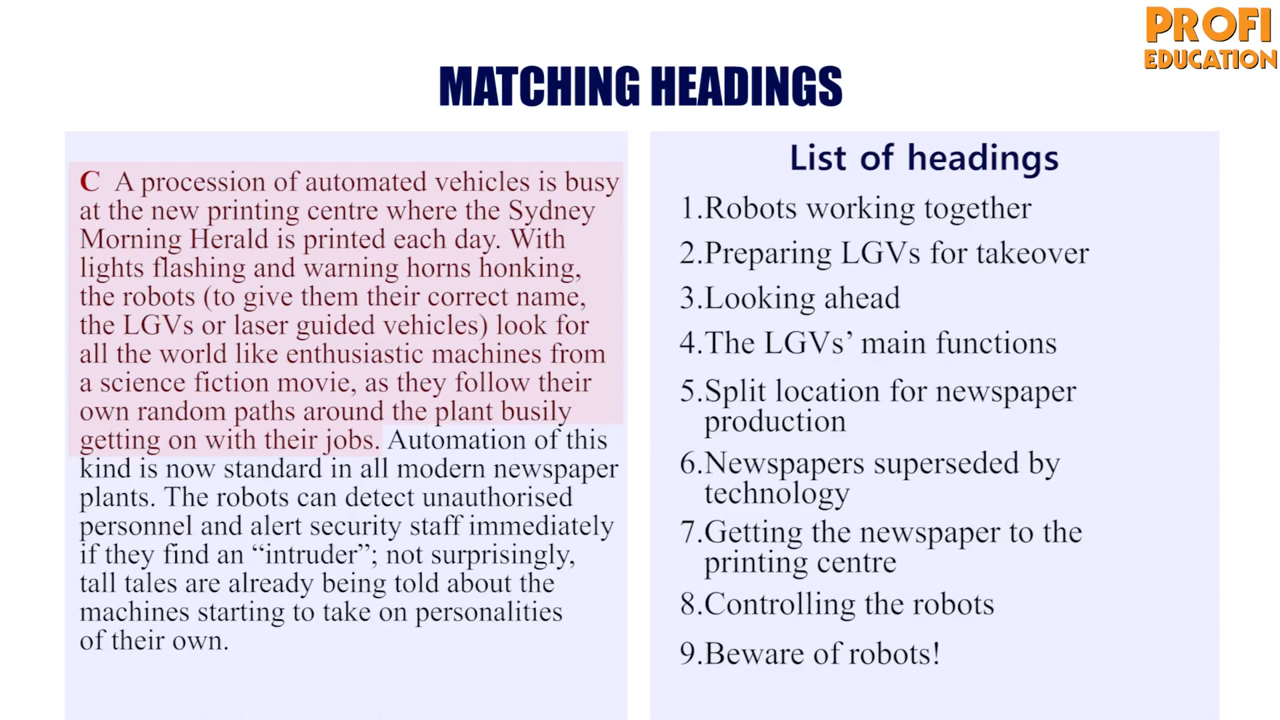 PROFI
EDUCATION
MATCHING HEADINGS
C A procession of automated vehicles is busy
at the new printing centre where the Sydney
Morning Herald is printed each day. With
lights flashing and warning horns honking,
the robots (to give them their correct name,
the LGVs or laser guided vehicles) look for
all the world like enthusiastic machines from
a science fiction movie, as they follow their
own random paths around the plant busily
getting on with their jobs. Automation of this
kind is now standard in all modern newspaper
plants. The robots can detect unauthorised
personnel and alert security staff immediately
if they find an “intruder”; not surprisingly,
tall tales are already being told about the
machines starting to take on personalities
of their own.
List of headings
1.Robots working together
2.Preparing LGVs for takeover
3.Looking ahead
4.The LGVs’ main functions
5.Split location for newspaper
production
6.Newspapers superseded by
technology
7.Getting the newspaper to the
printing centre
8.Controlling the robots
9.Beware of robots!